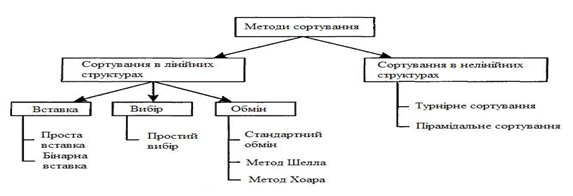 Методи сортування
Сортування в лінійних
структурах
Сортування в нелінійних
структурах
Вставка
Вибір
Обмін
Проста
вставка
Бінарна
вставка
Простий
вибір
Стандартний
обмін
Метод Шелла
Метод Хоара
Турнірне сортування
Пірамідальне сортування